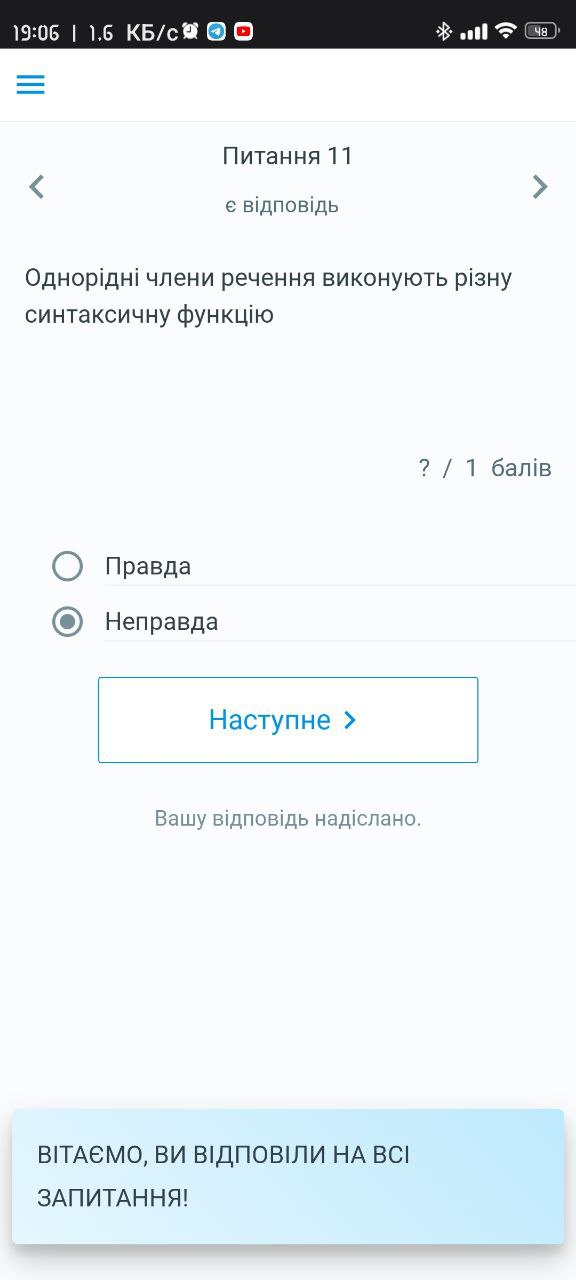 19:06 | 1,6 КБ/с
48
Питання 11
є відповідь
Однорідні члени речення виконують різну
синтаксичну функцію
? / 1 балів
Правда
Неправда
Наступне
Вашу відповідь надіслано.
ВІТАЄМО, ВИ ВІДПОВІЛИ НА ВСІ
ЗАПИТАННЯ!